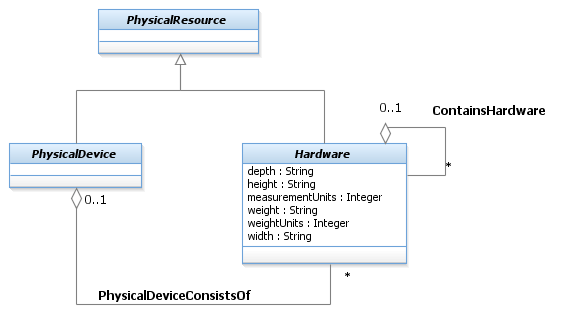 PhysicalResource
0..1
ContainsHardware
PhysicalDevice
Hardware
*
depth : String
height : String
measurementUnits : Integer
weight : String
weightUnits : Integer
width : String
0..1
*
PhysicalDeviceConsistsOf